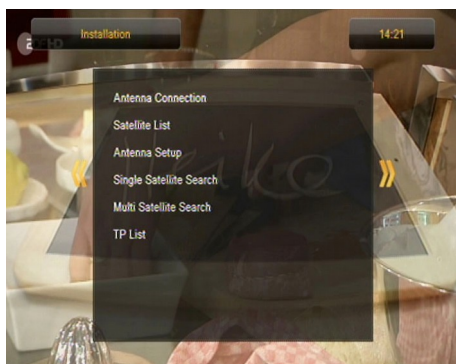 Installation
14:21
Antenna Connection
Satellite List
Antenna Setup
Single Satellite Search
Multi Satellite Search
TP List